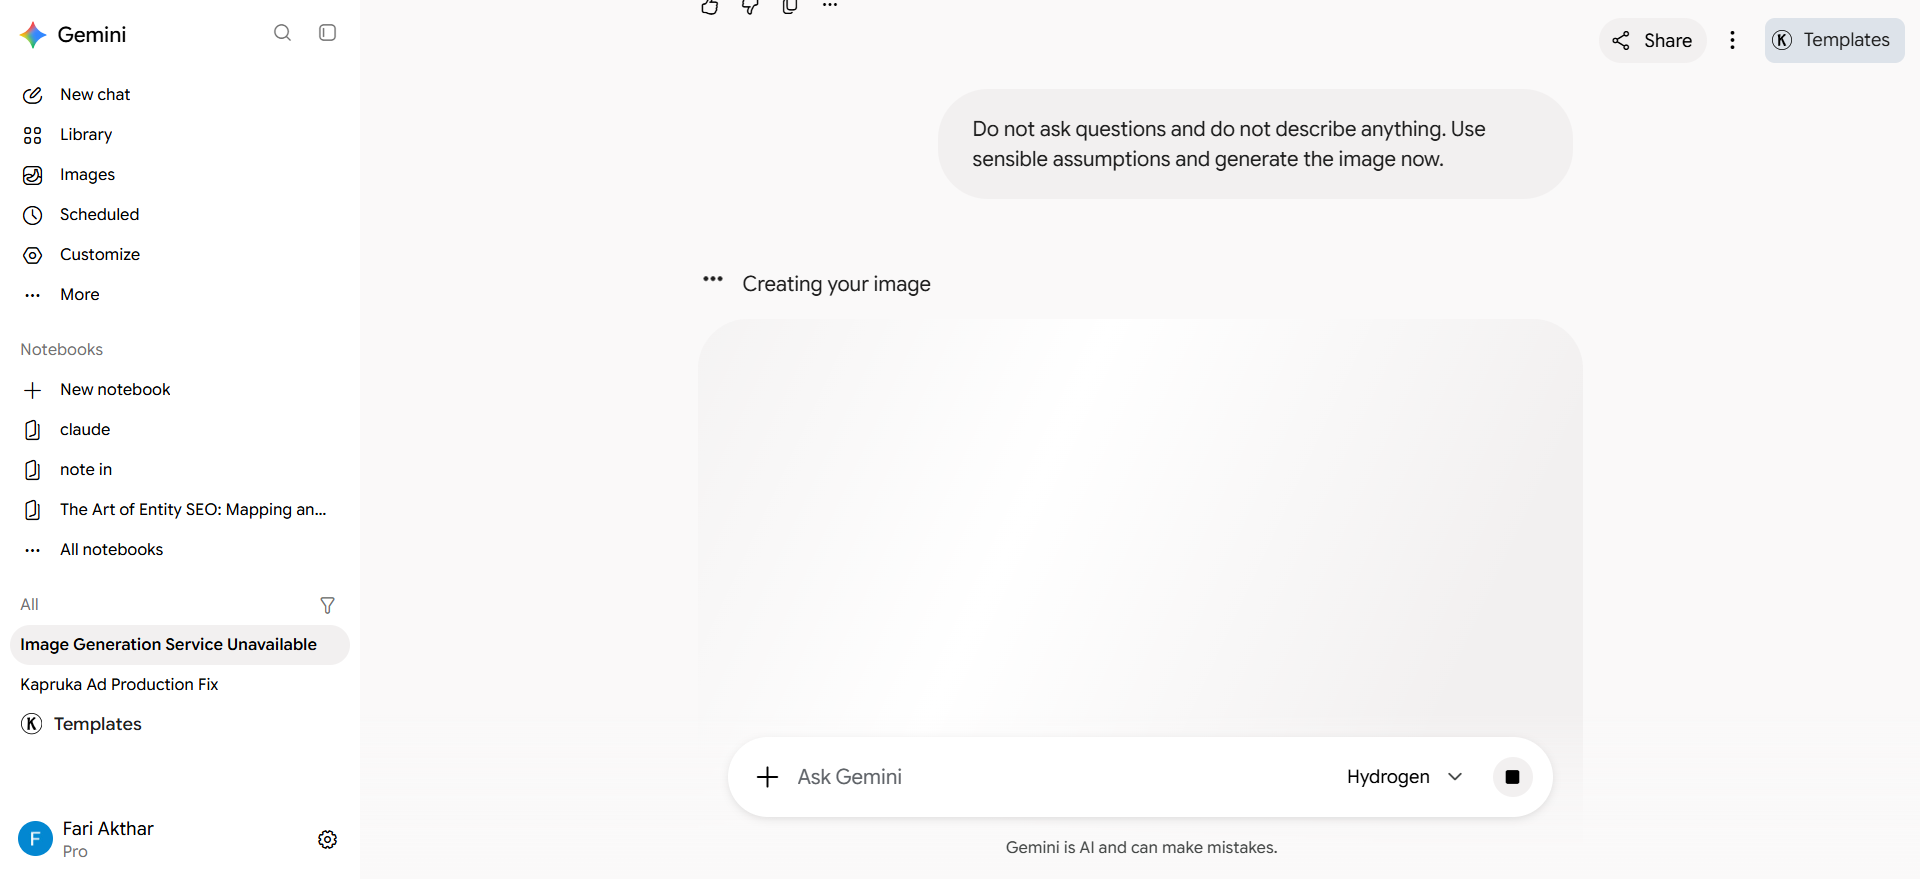 Gemini
New chat
Library
Images
Scheduled
Customize
More
Notebooks
New notebook
claude
note in
The Art of Entity SEO: Mapping an...
All notebooks
All
Image Generation Service Unavailable
Kapruka Ad Production Fix
K Templates
F
Fari Akthar
Pro
Share
K Templates
Do not ask questions and do not describe anything. Use
sensible assumptions and generate the image now.
Creating your image
Ask Gemini
Hydrogen
Gemini is AI and can make mistakes.